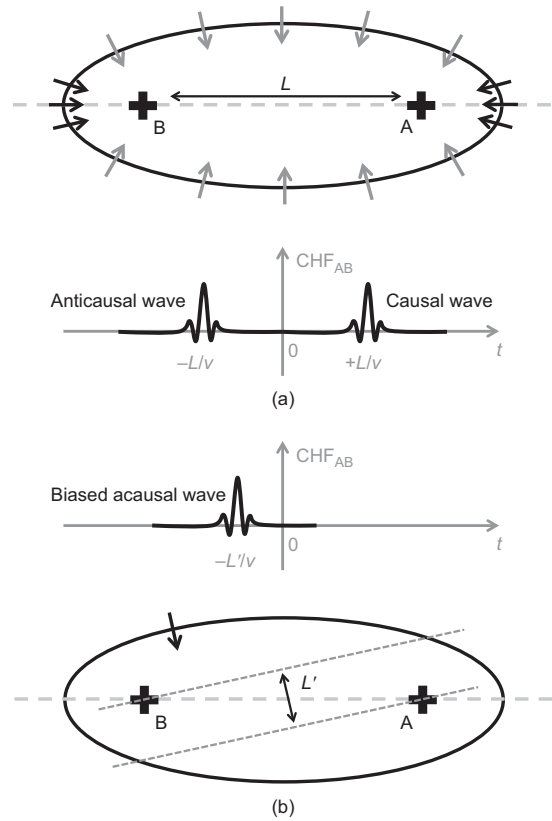 L
B A
CHF_AB
Anticausal wave Causal wave
–L/v 0 +L/v t
(a)
CHF_AB
Biased acausal wave
–L′/v 0 t
L′
B A
(b)